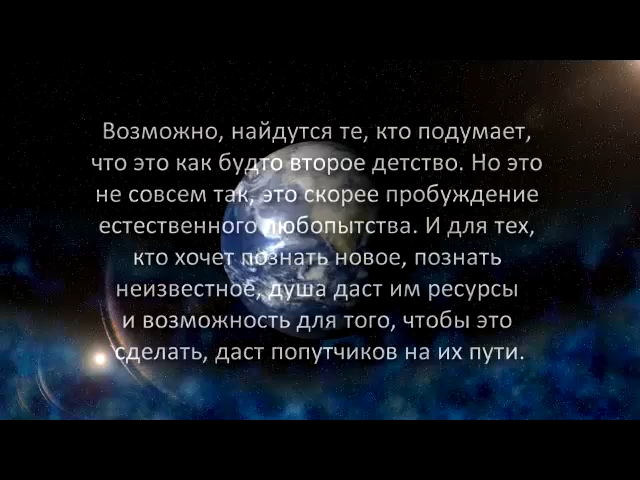 Возможно, найдутся те, кто подумает,
что это как будто второе детство. Но это
не совсем так, это скорее пробуждение
естественного любопытства. И для тех,
кто хочет познать новое, познать
неизвестное, душа даст им ресурсы
и возможность для того, чтобы это
сделать, даст попутчиков на их пути.